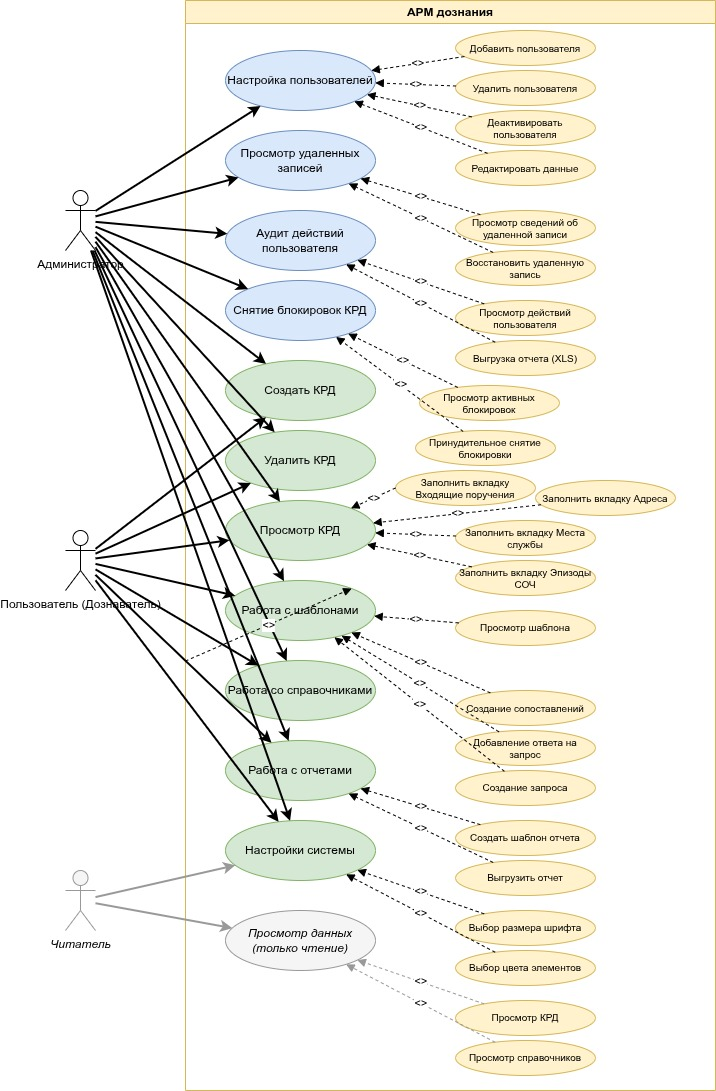 АРМ дознания
Добавить пользователя
<>
Настройка пользователей
<>
Удалить пользователя
<>
Деактивировать
пользователя
<>
Редактировать данные
Просмотр удаленных
записей
<>
Просмотр сведений об
удаленной записи
<>
Восстановить удаленную
запись
Администратор
Аудит действий
пользователя
<>
Просмотр действий
пользователя
<>
Выгрузка отчета (XLS)
Снятие блокировок КРД
<>
Просмотр активных
блокировок
<>
Принудительное снятие
блокировки
Создать КРД
Удалить КРД
Заполнить вкладку
Входящие поручения
<>
Заполнить вкладку Адреса
<>
Просмотр КРД
<>
Заполнить вкладку Места
службы
<>
Заполнить вкладку Эпизоды
СОЧ
Пользователь (Дознаватель)
Работа с шаблонами
<>
<>
Просмотр шаблона
<>
Создание сопоставлений
<>
Добавление ответа на
запрос
<>
Создание запроса
Работа со справочниками
Работа с отчетами
<>
Создать шаблон отчета
<>
Выгрузить отчет
Настройки системы
<>
Выбор размера шрифта
<>
Выбор цвета элементов
Читатель
Просмотр данных
(только чтение)
<>
Просмотр КРД
<>
Просмотр справочников